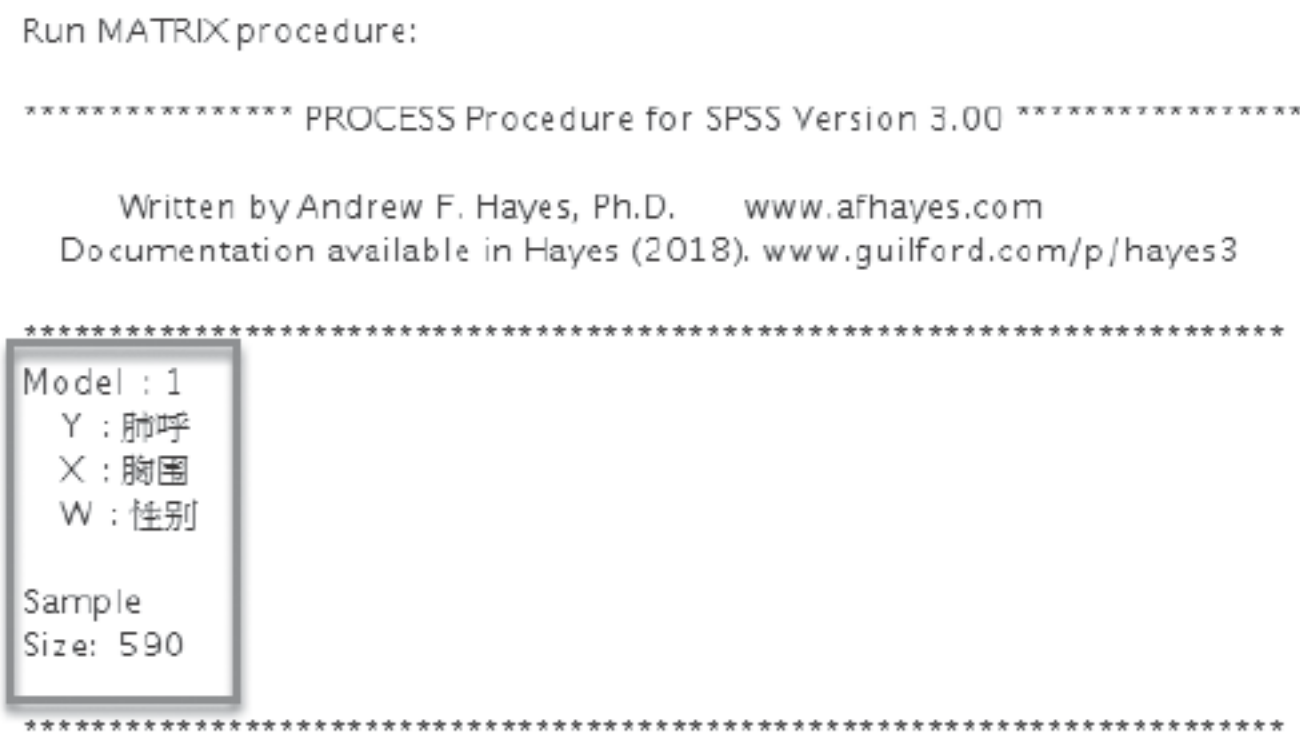 Run MATRIX procedure:
**************** PROCESS Procedure for SPSS Version 3.00 *****************
Written by Andrew F. Hayes, Ph.D. www.afhayes.com
Documentation available in Hayes (2018). www.guilford.com/p/hayes3
**************************************************************************
Model : 1
Y : 肺呼
X : 胸围
W : 性别
Sample
Size: 590
**************************************************************************